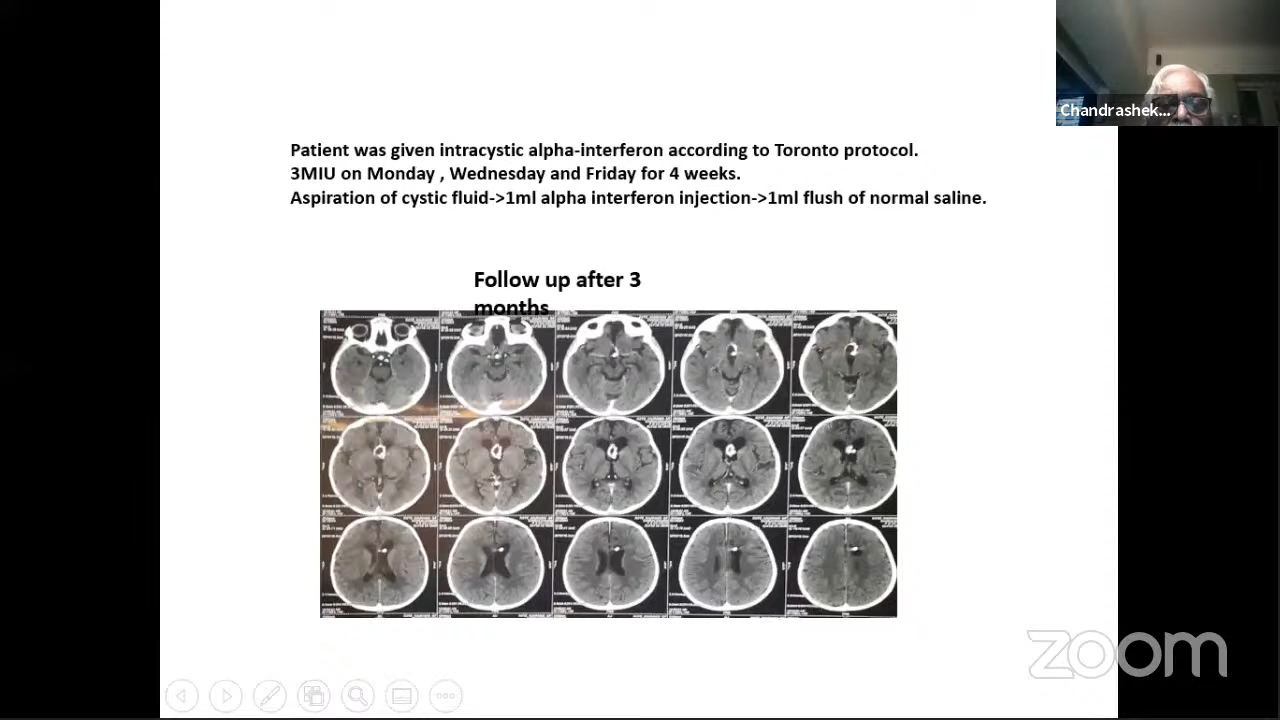 Chandrashek...
Patient was given intracystic alpha-interferon according to Toronto protocol.
3MIU on Monday , Wednesday and Friday for 4 weeks.
Aspiration of cystic fluid->1ml alpha interferon injection->1ml flush of normal saline.
Follow up after 3
months
zoom